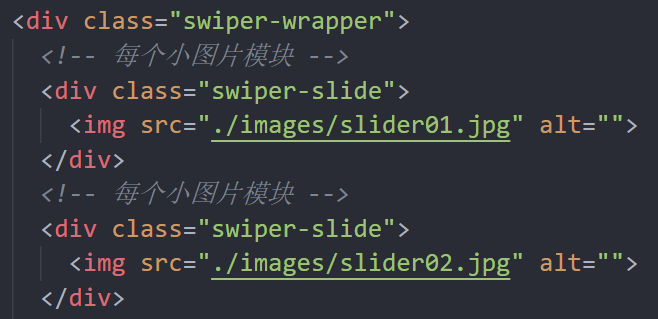 <div class="swiper-wrapper">
<!-- 每个小图片模块 -->
<div class="swiper-slide">
<img src="./images/slider01.jpg" alt="">
</div>
<!-- 每个小图片模块 -->
<div class="swiper-slide">
<img src="./images/slider02.jpg" alt="">
</div>